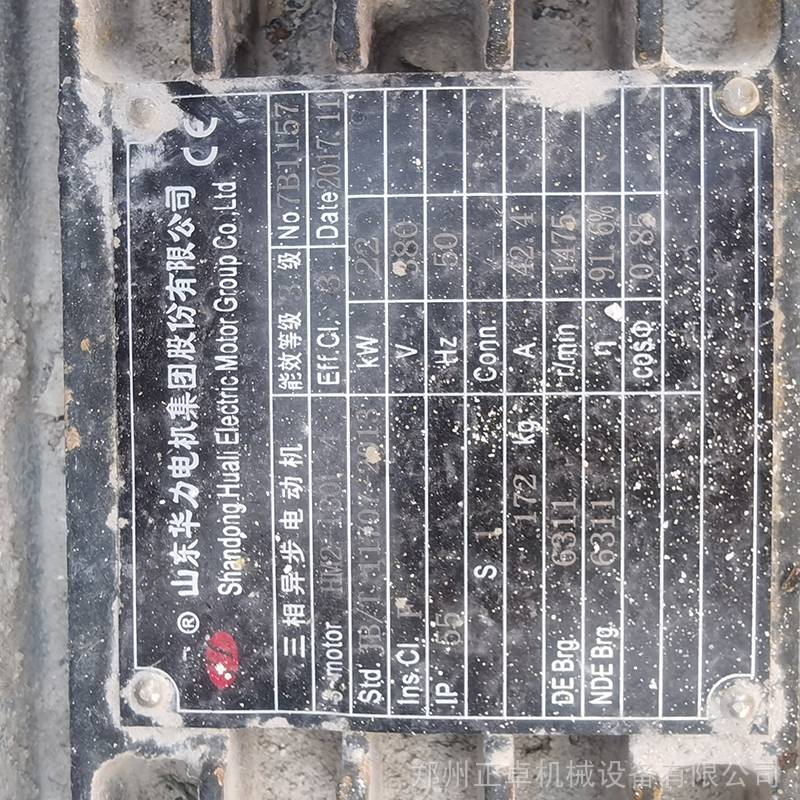 ® 山东华力电机集团股份有限公司 CE
Shandong Huali Electric Motor Group Co.,Ltd.
三相异步电动机 能效等级 3 级 No. 7B1157
3~motor Eff.Cl. 3 Date 2017.11
Std. kW 22
Ins.Cl. F V 380
IP 55 Hz 50
S 1 Conn.
172 kg A 42.4
DE Brg. 6311 r/min 1475
NDE Brg. 6311 η 91.6%
cosΦ 0.85
郑州正卓机械设备有限公司